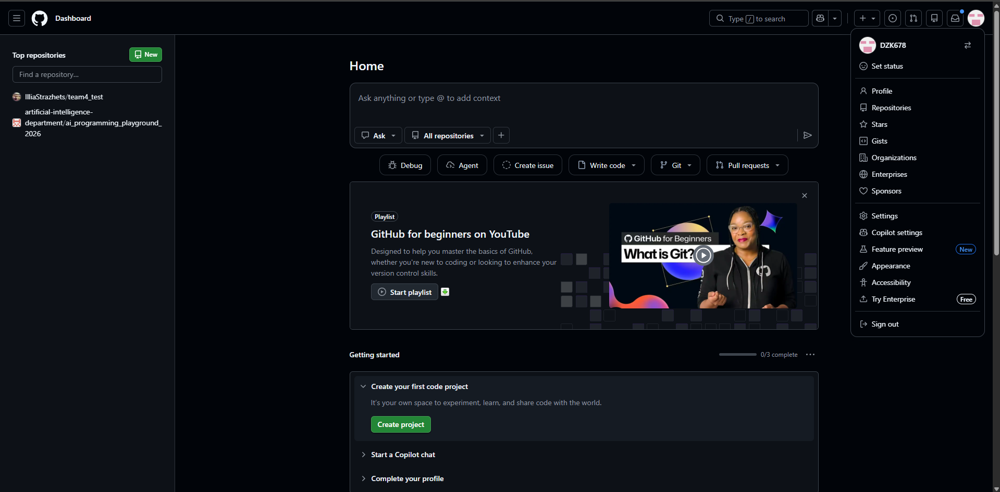 Dashboard
Type / to search
Top repositories
New
Find a repository...
IlliaStrazhets/team4_test
artificial-intelligence-
department/ai_programming_playground_
2026
Home
Ask anything or type @ to add context
Ask
All repositories
Debug
Agent
Create issue
Write code
Git
Pull requests
Playlist
GitHub for beginners on YouTube
Designed to help you master the basics of GitHub,
whether you're new to coding or looking to enhance your
version control skills.
Start playlist
GitHub for Beginners
What is Git?
Getting started
0/3 complete
Create your first code project
It's your own space to experiment, learn, and share code with the world.
Create project
Start a Copilot chat
Complete your profile
DZK678
Set status
Profile
Repositories
Stars
Gists
Organizations
Enterprises
Sponsors
Settings
Copilot settings
Feature preview New
Appearance
Accessibility
Try Enterprise Free
Sign out